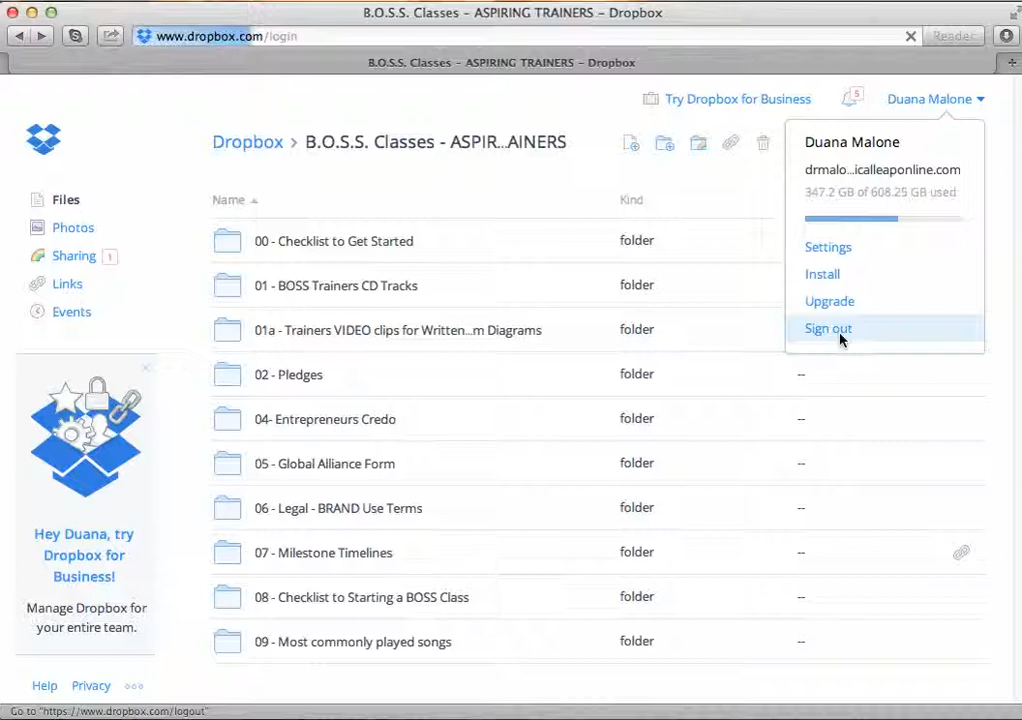 B.O.S.S. Classes – ASPIRING TRAINERS – Dropbox
www.dropbox.com/login
Reader
B.O.S.S. Classes – ASPIRING TRAINERS – Dropbox
Try Dropbox for Business
5
Duana Malone
Dropbox › B.O.S.S. Classes - ASPIR...AINERS
Duana Malone
drmalo...icalleaponline.com
347.2 GB of 608.25 GB used
Settings
Install
Upgrade
Sign out
Files
Photos
Sharing 1
Links
Events
Name
Kind
00 - Checklist to Get Started
folder
01 - BOSS Trainers CD Tracks
folder
01a - Trainers VIDEO clips for Written...m Diagrams
folder
02 - Pledges
folder
--
04- Entrepreneurs Credo
folder
--
05 - Global Alliance Form
folder
--
06 - Legal - BRAND Use Terms
folder
--
07 - Milestone Timelines
folder
--
08 - Checklist to Starting a BOSS Class
folder
--
09 - Most commonly played songs
folder
--
Hey Duana, try
Dropbox for
Business!
Manage Dropbox for
your entire team.
Help
Privacy
Go to "https://www.dropbox.com/logout"